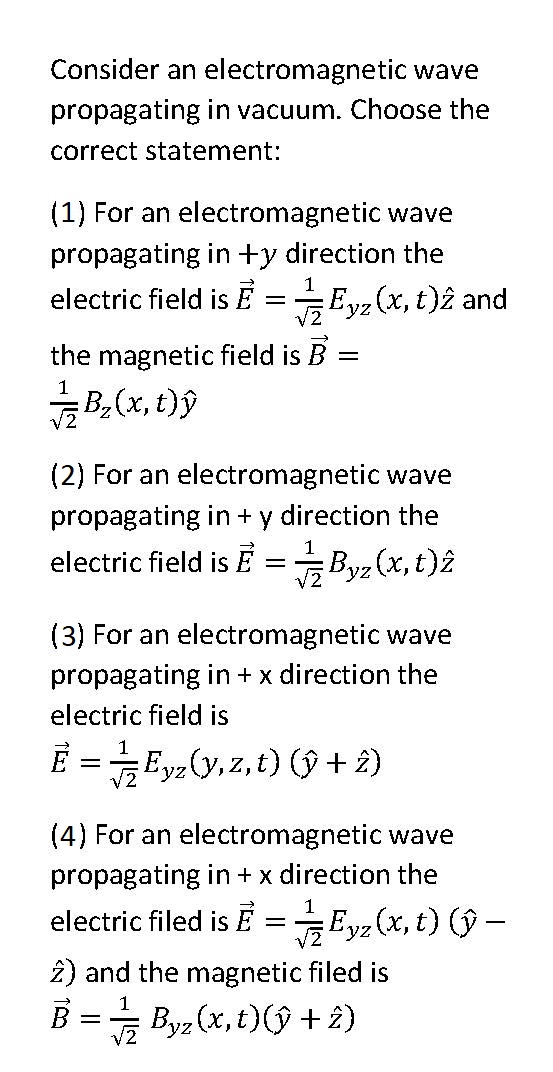 Consider an electromagnetic wave
propagating in vacuum. Choose the
correct statement:
(1) For an electromagnetic wave
propagating in +y direction the
electric field is $\vec{E} = \frac{1}{\sqrt{2}} E_{yz}(x, t)\hat{z}$ and
the magnetic field is $\vec{B} =$
$\frac{1}{\sqrt{2}} B_z(x, t)\hat{y}$
(2) For an electromagnetic wave
propagating in + y direction the
electric field is $\vec{E} = \frac{1}{\sqrt{2}} B_{yz}(x, t)\hat{z}$
(3) For an electromagnetic wave
propagating in + x direction the
electric field is
$\vec{E} = \frac{1}{\sqrt{2}} E_{yz}(y, z, t) (\hat{y} + \hat{z})$
(4) For an electromagnetic wave
propagating in + x direction the
electric filed is $\vec{E} = \frac{1}{\sqrt{2}} E_{yz}(x, t) (\hat{y} -$
$\hat{z})$ and the magnetic filed is
$\vec{B} = \frac{1}{\sqrt{2}} B_{yz}(x, t)(\hat{y} + \hat{z})$